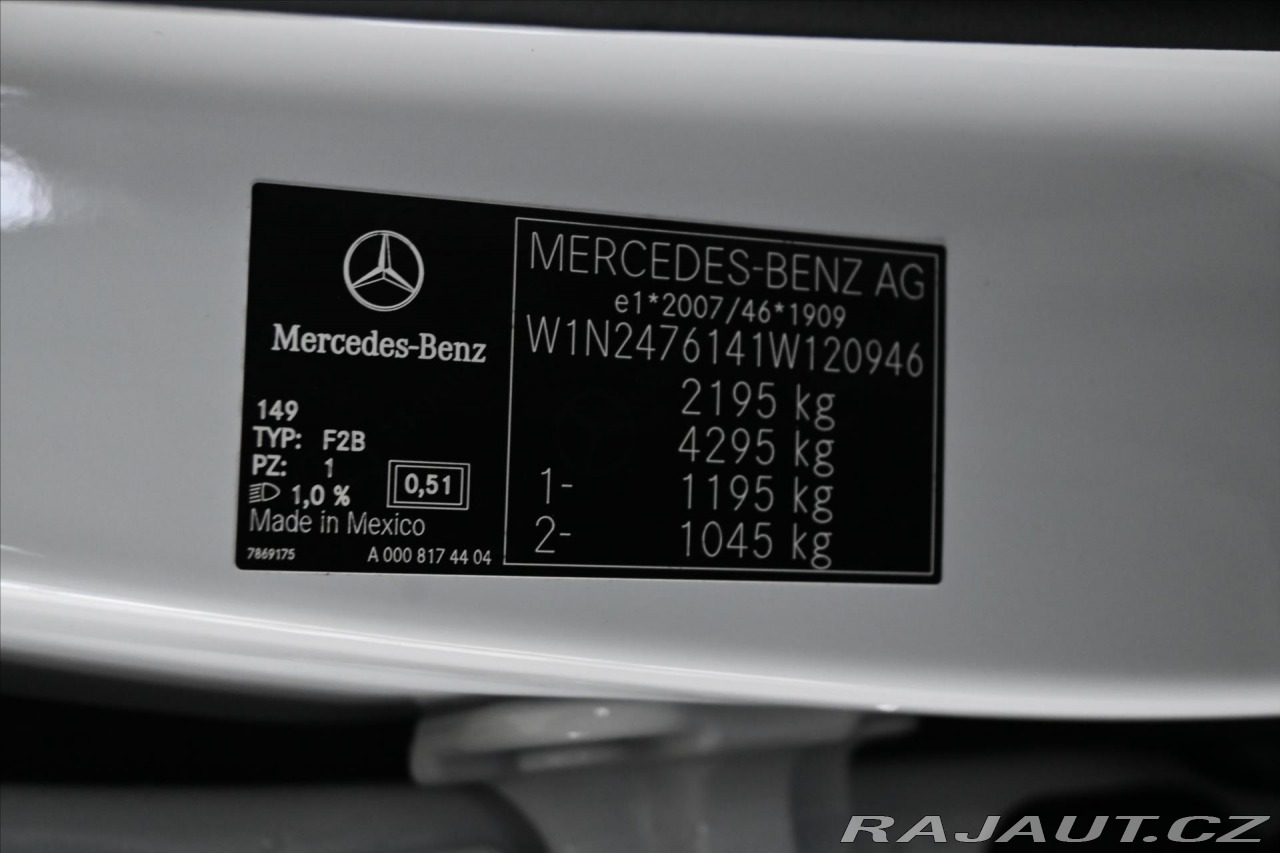 Mercedes-Benz
149
TYP: F2B
PZ: 1
1,0 %
0,51
Made in Mexico
7869175 A 000 817 44 04
MERCEDES-BENZ AG
e1*2007/46*1909
W1N2476141W120946
2195 kg
4295 kg
1- 1195 kg
2- 1045 kg
RAJAUT.CZ